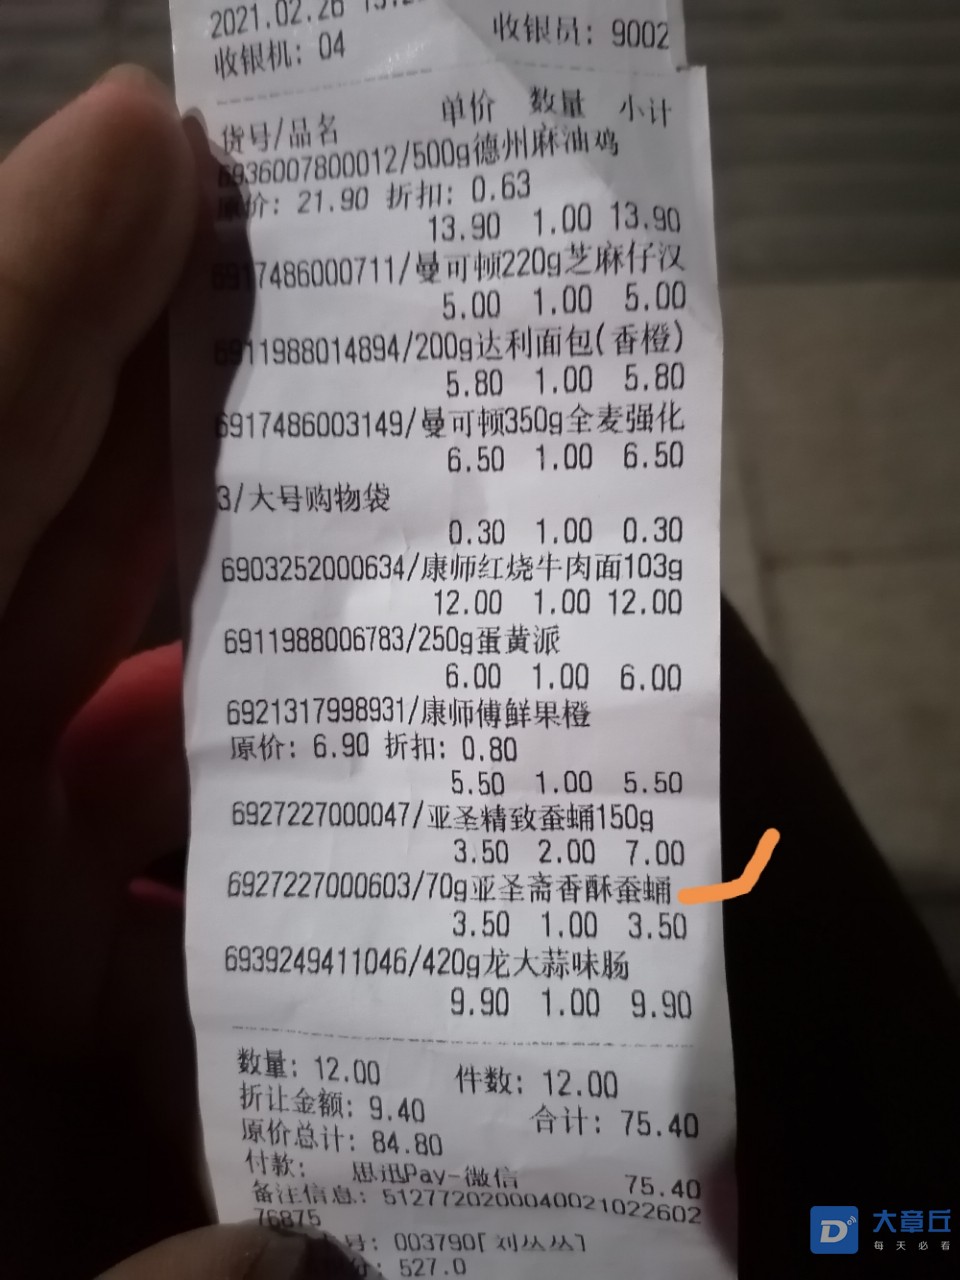 2021.02.26
收银机: 04 收银员: 9002
货号/品名 单价 数量 小计
6936007800012/500g德州麻油鸡
原价: 21.90 折扣: 0.63
13.90 1.00 13.90
6917486000711/曼可顿220g芝麻仔汉
5.00 1.00 5.00
6911988014894/200g达利面包(香橙)
5.80 1.00 5.80
6917486003149/曼可顿350g全麦强化
6.50 1.00 6.50
3/大号购物袋
0.30 1.00 0.30
6903252000634/康师红烧牛肉面103g
12.00 1.00 12.00
6911988006783/250g蛋黄派
6.00 1.00 6.00
6921317998931/康师傅鲜果橙
原价: 6.90 折扣: 0.80
5.50 1.00 5.50
6927227000047/亚圣精致蚕蛹150g
3.50 2.00 7.00
6927227000603/70g亚圣斋香酥蚕蛹
3.50 1.00 3.50
6939249411046/420g龙大蒜味肠
9.90 1.00 9.90
数量: 12.00 件数: 12.00
折让金额: 9.40 合计: 75.40
原价总计: 84.80
付款: 思迅Pay-微信 75.40
备注信息: 5127720200040021022602
76875
号: 003790[刘丛丛]
527.0
大章丘
每天必看